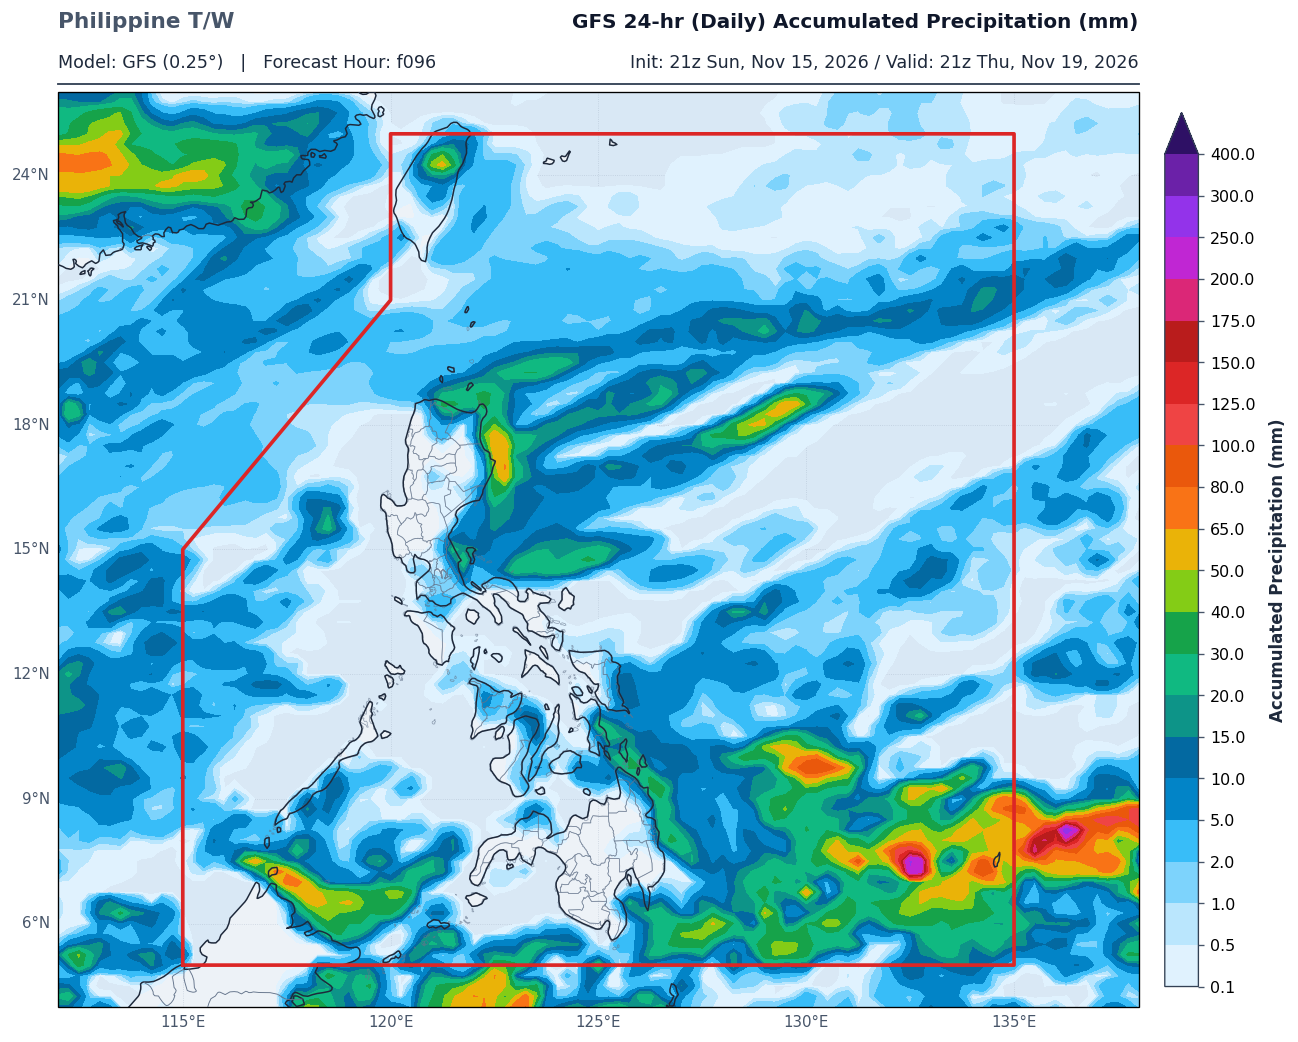 Philippine T/W
GFS 24-hr (Daily) Accumulated Precipitation (mm)
Model: GFS (0.25°)   |   Forecast Hour: f096
Init: 21z Sun, Nov 15, 2026 / Valid: 21z Thu, Nov 19, 2026
24°N
21°N
18°N
15°N
12°N
9°N
6°N
115°E
120°E
125°E
130°E
135°E
400.0
300.0
250.0
200.0
175.0
150.0
125.0
100.0
80.0
65.0
50.0
40.0
30.0
20.0
15.0
10.0
5.0
2.0
1.0
0.5
0.1
Accumulated Precipitation (mm)